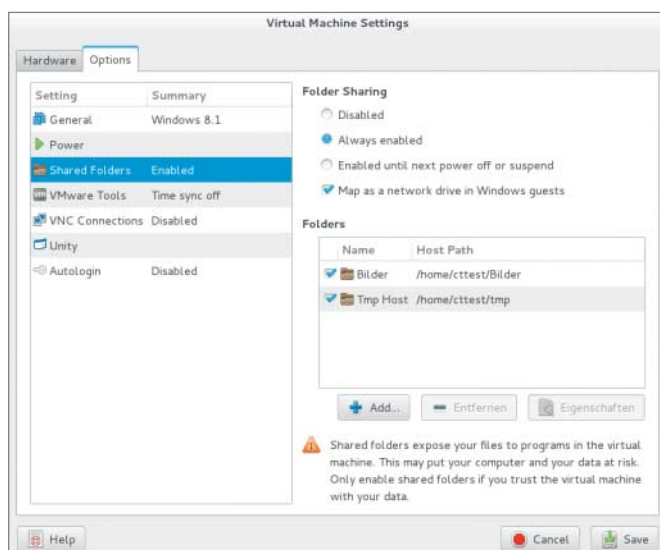 Virtual Machine Settings
Hardware Options
Setting Summary
General Windows 8.1
Power
Shared Folders Enabled
VMware Tools Time sync off
VNC Connections Disabled
Unity
Autologin Disabled
Folder Sharing
Disabled
Always enabled
Enabled until next power off or suspend
Map as a network drive in Windows guests
Folders
Name Host Path
Bilder /home/cttest/Bilder
Tmp Host /home/cttest/tmp
Add... Entfernen Eigenschaften
Shared folders expose your files to programs in the virtual
machine. This may put your computer and your data at risk.
Only enable shared folders if you trust the virtual machine
with your data.
Help Cancel Save